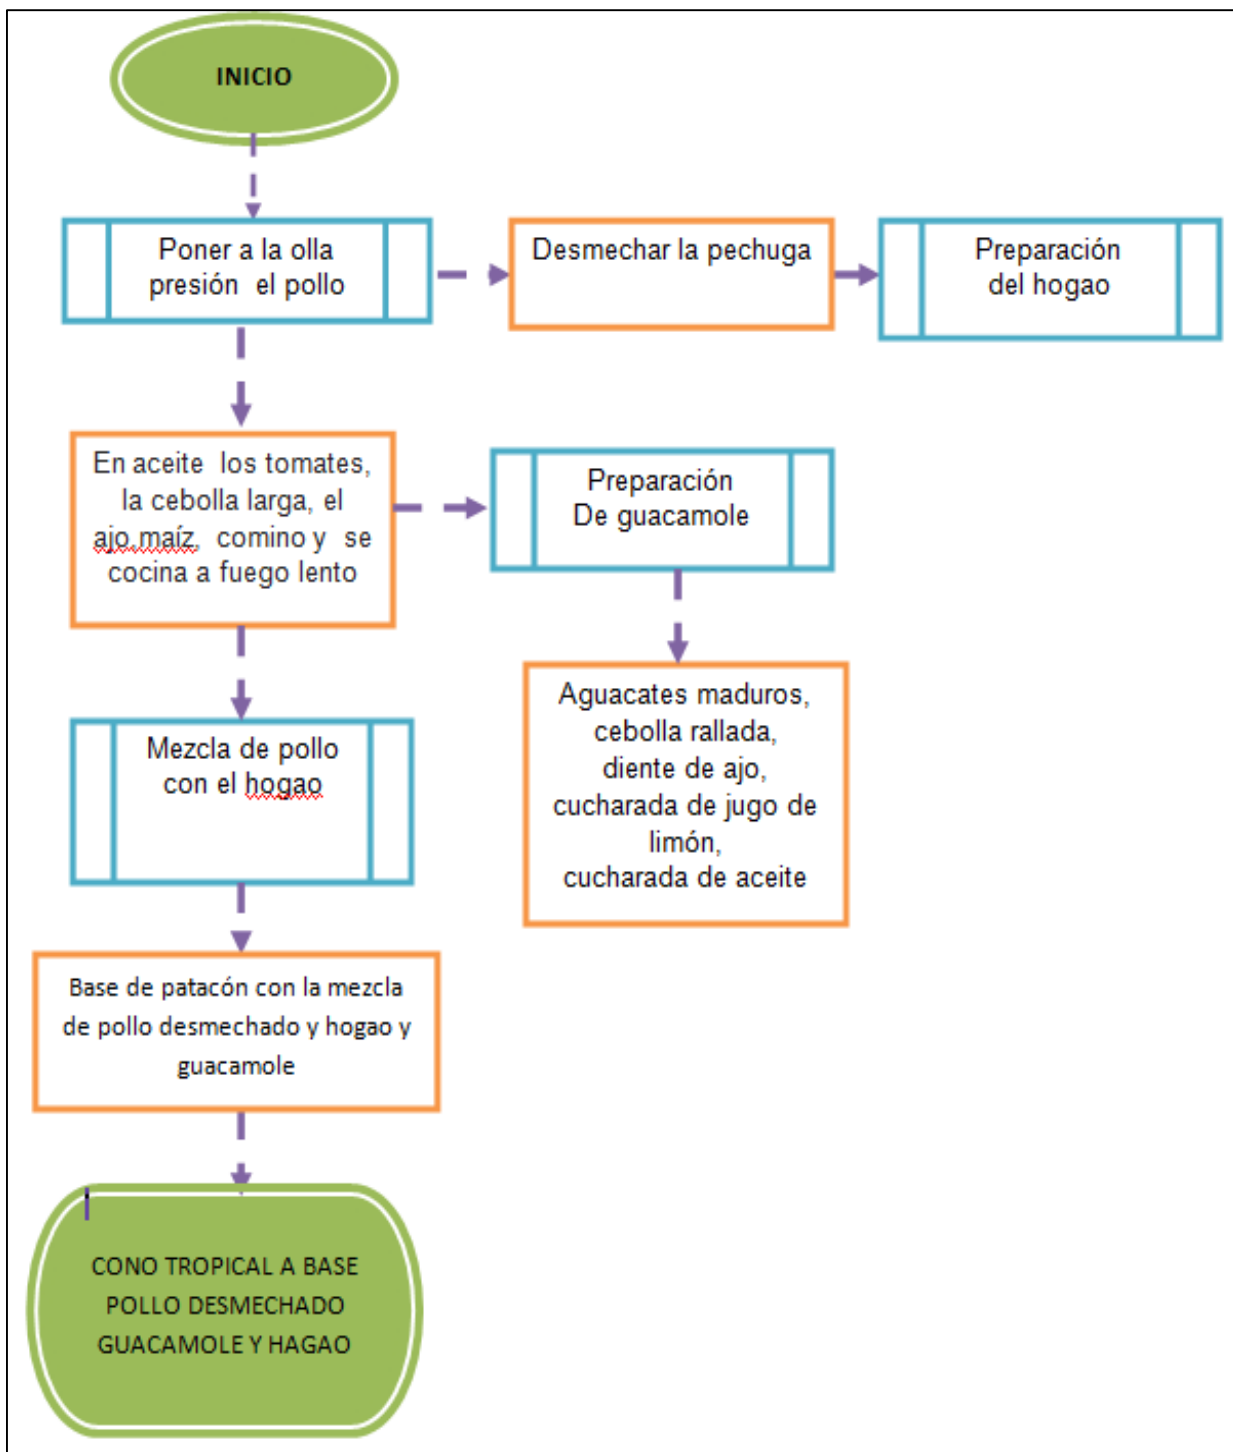 INICIO
Poner a la olla
presión el pollo
Desmechar la pechuga
Preparación
del hogao
En aceite los tomates,
la cebolla larga, el
ajo,maíz, comino y se
cocina a fuego lento
Preparación
De guacamole
Aguacates maduros,
cebolla rallada,
diente de ajo,
cucharada de jugo de
limón,
cucharada de aceite
Mezcla de pollo
con el hogao
Base de patacón con la mezcla
de pollo desmechado y hogao y
guacamole
CONO TROPICAL A BASE
POLLO DESMECHADO
GUACAMOLE Y HAGAO